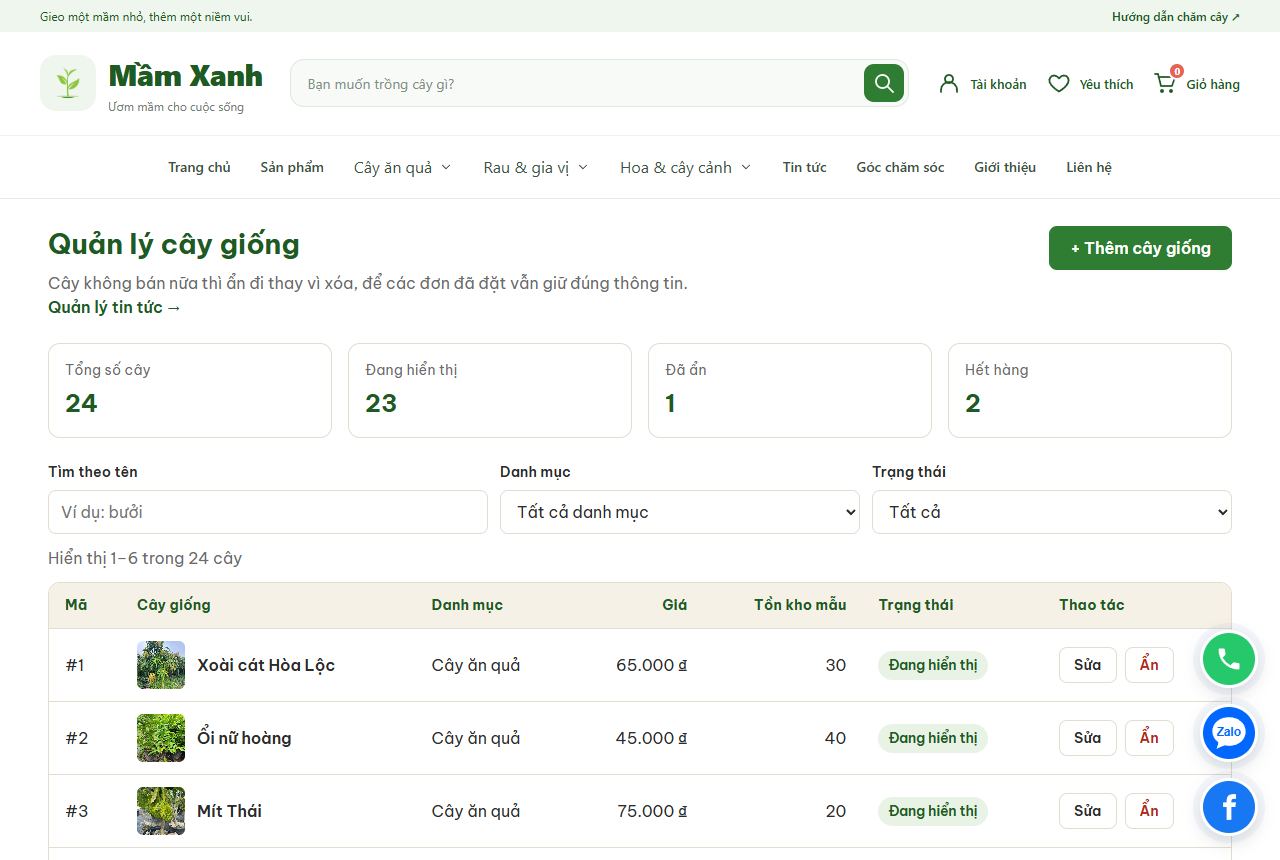 Gieo một mầm nhỏ, thêm một niềm vui.
Hướng dẫn chăm cây ↗
Mầm Xanh
Ươm mầm cho cuộc sống
Bạn muốn trồng cây gì?
Tài khoản
Yêu thích
0
Giỏ hàng
Trang chủ Sản phẩm Cây ăn quả Rau & gia vị Hoa & cây cảnh Tin tức Góc chăm sóc Giới thiệu Liên hệ
Quản lý cây giống
+ Thêm cây giống
Cây không bán nữa thì ẩn đi thay vì xóa, để các đơn đã đặt vẫn giữ đúng thông tin.
Quản lý tin tức →
Tổng số cây Đang hiển thị Đã ẩn Hết hàng
24 23 1 2
Tìm theo tên Danh mục Trạng thái
Ví dụ: bưởi Tất cả danh mục Tất cả
Hiển thị 1–6 trong 24 cây
Mã Cây giống Danh mục Giá Tồn kho mẫu Trạng thái Thao tác
#1 Xoài cát Hòa Lộc Cây ăn quả 65.000 ₫ 30 Đang hiển thị Sửa Ẩn
#2 Ổi nữ hoàng Cây ăn quả 45.000 ₫ 40 Đang hiển thị Sửa Ẩn
Zalo
#3 Mít Thái Cây ăn quả 75.000 ₫ 20 Đang hiển thị Sửa Ẩn